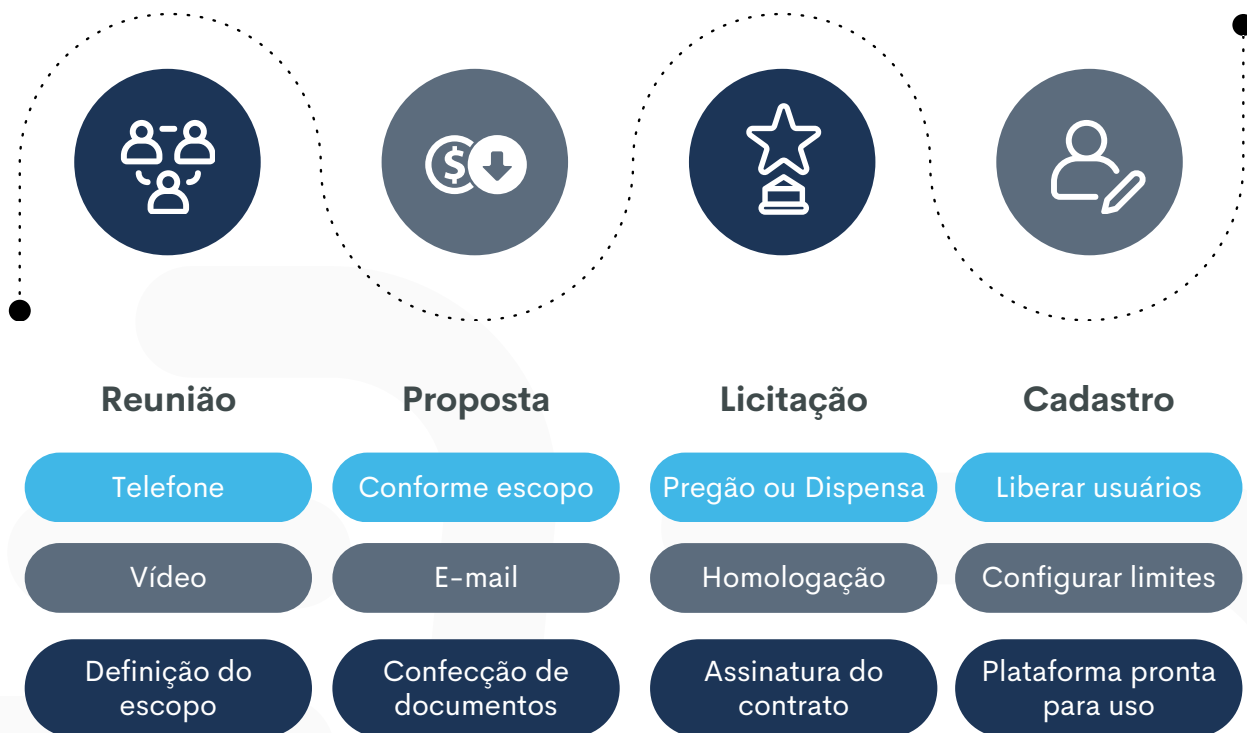 Reunião
Telefone
Vídeo
Definição do
escopo
Proposta
Conforme escopo
E-mail
Confecção de
documentos
Licitação
Pregão ou Dispensa
Homologação
Assinatura do
contrato
Cadastro
Liberar usuários
Configurar limites
Plataforma pronta
para uso